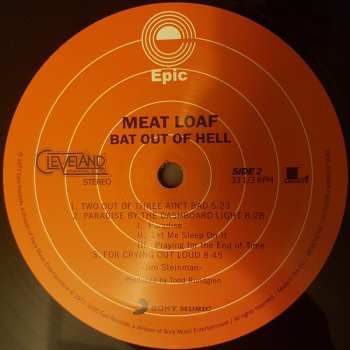 Epic
MEAT LOAF
BAT OUT OF HELL
CLEVELAND
STEREO
SIDE 2
33 1/3 RPM
LEGACY
1. TWO OUT OF THREE AIN'T BAD 5:23
2. PARADISE BY THE DASHBOARD LIGHT 8:28
I. Paradise
II. Let Me Sleep On It
III. Praying for the End of Time
3. FOR CRYING OUT LOUD 8:45
-Jim Steinman-
Produced by Todd Rundgren
SONY MUSIC